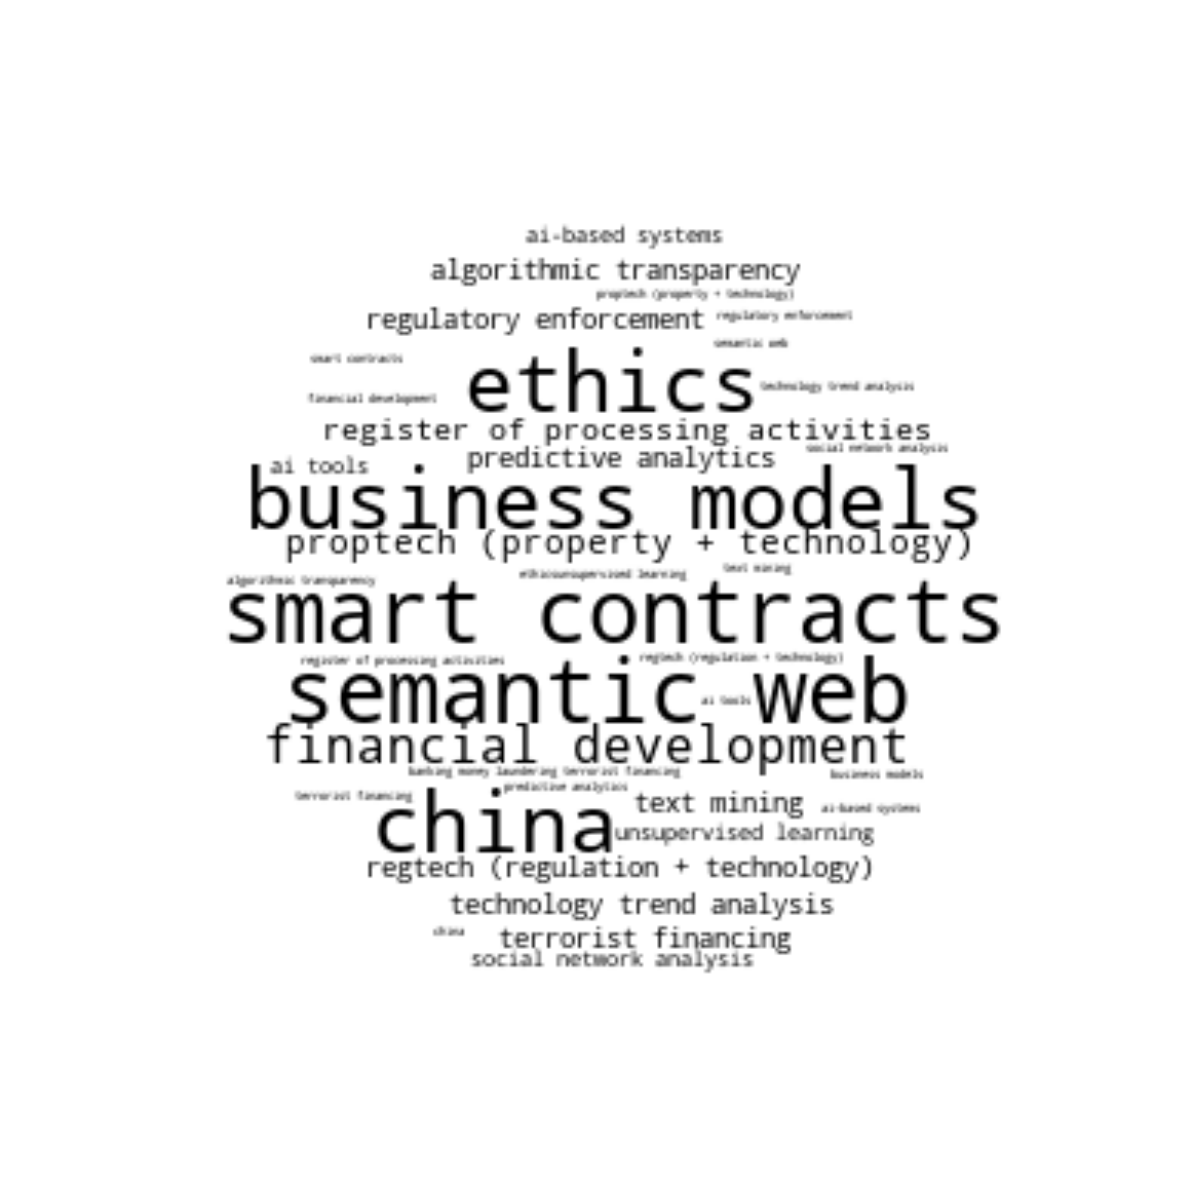 ai-based systems
algorithmic transparency
proptech (property + technology)
regulatory enforcement
regulatory enforcement
semantic web
smart contracts
ethics
technology trend analysis
financial development
register of processing activities
social network analysis
predictive analytics
ai tools
business models
proptech (property + technology)
text mining
ethicsunsupervised learning
algorithmic transparency
smart contracts
regtech (regulation + technology)
register of processing activities
semantic web
ai tools
financial development
banking money laundering terrorist financing
business models
predictive analytics
terrorist financing
text mining
ai-based systems
china
unsupervised learning
regtech (regulation + technology)
technology trend analysis
china
terrorist financing
social network analysis